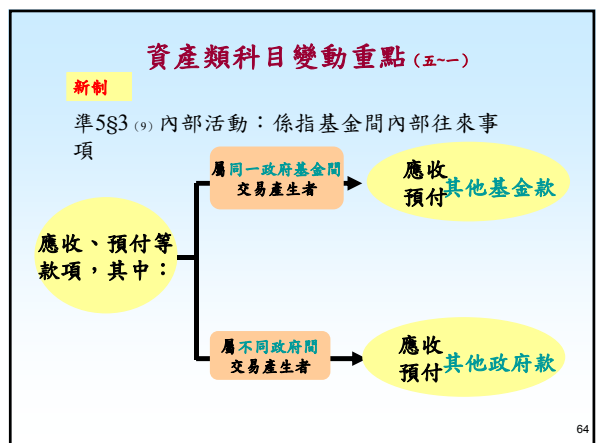 資產類科目變動重點(五~一)
新制
準5§3 (9) 內部活動：係指基金間內部往來事
項
屬同一政府基金間
交易產生者
應收
預付其他基金款
應收、預付等
款項，其中：
屬不同政府間
交易產生者
應收
預付其他政府款
64